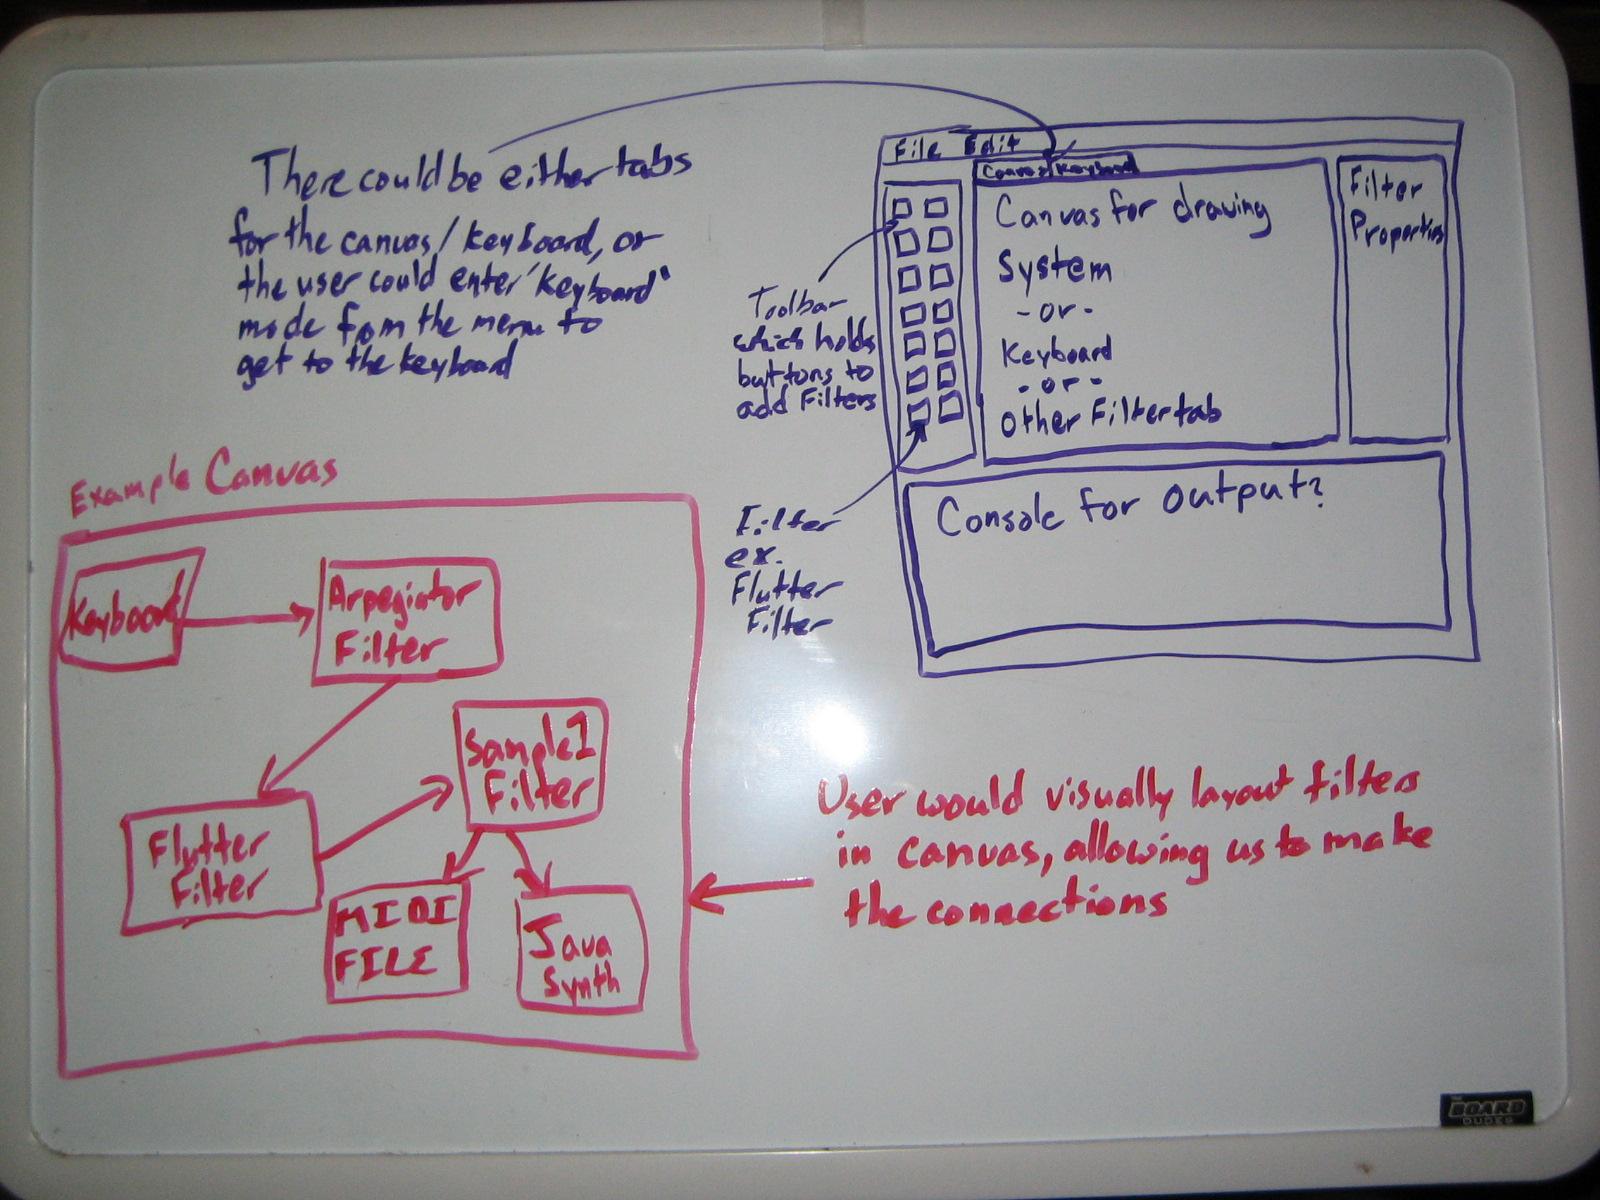 There could be either tabs
for the canvas/keyboard, or
the user could enter "keyboard"
mode from the menu to
get to the keyboard
File Edit
Canvas Keyboard
Canvas for drawing
System
-or-
Keyboard
-or-
Other Filter tab
Filter
Properties
Console for output?
Toolbar
which holds
buttons to
add Filters
Filter
ex.
Flutter
Filter
Example Canvas
Keyboard
Arpegiator
Filter
Flutter
Filter
Sample1
Filter
MIDI
FILE
Java
Synth
User would visually layout filters
in canvas, allowing us to make
the connections
THE
BOARD
DUDES